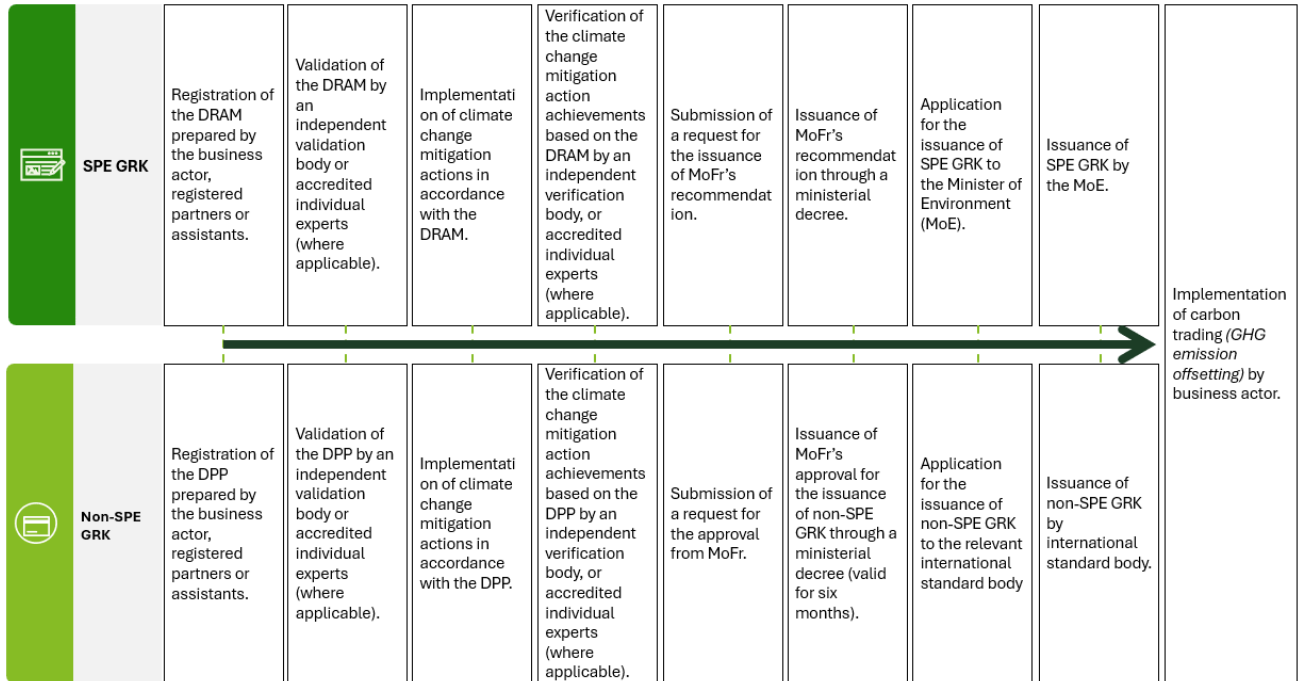 SPE GRK
Registration of
the DRAM
prepared by
the business
actor,
registered
partners or
assistants.
Validation of
the DRAM by
an
independent
validation
body or
accredited
individual
experts
(where
applicable).
Implementati
on of climate
change
mitigation
actions in
accordance
with the
DRAM.
Verification of
the climate
change
mitigation
action
achievements
based on the
DRAM by an
independent
verification
body, or
accredited
individual
experts
(where
applicable).
Submission of
a request for
the issuance
of MoFr's
recommendat
ion.
Issuance of
MoFr's
recommendat
ion through a
ministerial
decree.
Application
for the
issuance of
SPE GRK to
the Minister of
Environment
(MoE).
Issuance of
SPE GRK by
the MoE.
Implementation
of carbon
trading (GHG
emission
offsetting) by
business actor.
Non-SPE
GRK
Registration of
the DPP
prepared by
the business
actor,
registered
partners or
assistants.
Validation of
the DPP by an
independent
validation
body or
accredited
individual
experts
(where
applicable).
Implementati
on of climate
change
mitigation
actions in
accordance
with the DPP.
Verification of
the climate
change
mitigation
action
achievements
based on the
DPP by an
independent
verification
body, or
accredited
individual
experts
(where
applicable).
Submission of
a request for
the approval
from MoFr.
Issuance of
MoFr's
approval for
the issuance
of non-SPE
GRK through a
ministerial
decree (valid
for six
months).
Application
for the
issuance of
non-SPE GRK
to the relevant
international
standard body
Issuance of
non-SPE GRK
by
international
standard body.